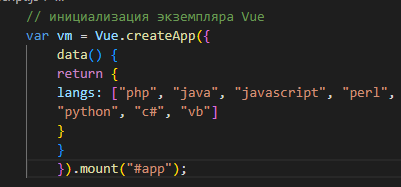 // инициализация экземпляра Vue
var vm = Vue.createApp({
data() {
return {
langs: ["php", "java", "javascript", "perl",
"python", "c#", "vb"]
}
}
}).mount("#app");